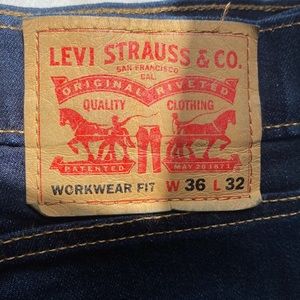 LEVI STRAUSS & CO.
SAN FRANCISCO
CAL.
ORIGINAL RIVETED
QUALITY CLOTHING
PATENTED MAY 20 1873
WORKWEAR FIT W 36 L 32